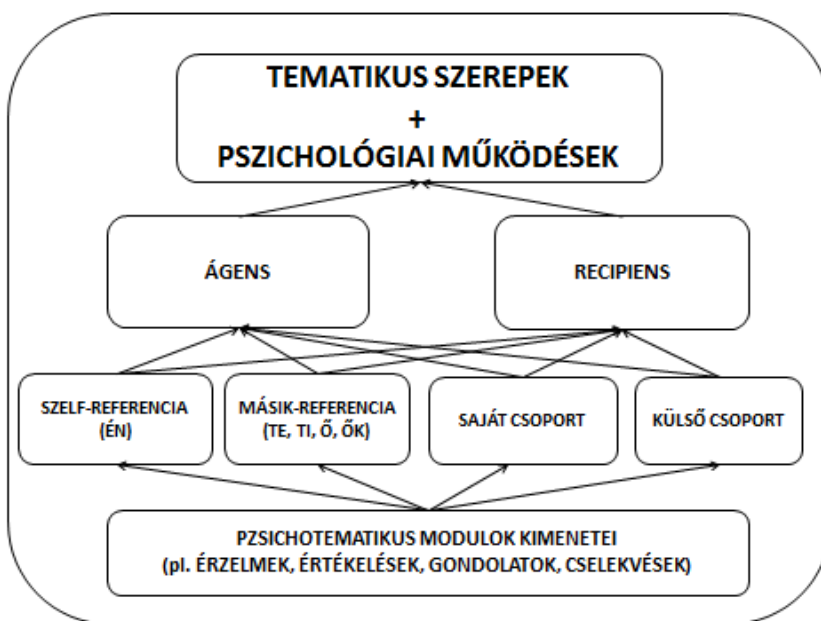 TEMATIKUS SZEREPEK
+
PSZICHOLÓGIAI MŰKÖDÉSEK
ÁGENS
RECIPIENS
SZELF-REFERENCIA
(ÉN)
MÁSIK-REFERENCIA
(TE, TI, Ő, ŐK)
SAJÁT CSOPORT
KÜLSŐ CSOPORT
PZSICHOTEMATIKUS MODULOK KIMENETEI
(pl. ÉRZELMEK, ÉRTÉKELÉSEK, GONDOLATOK, CSELEKVÉSEK)